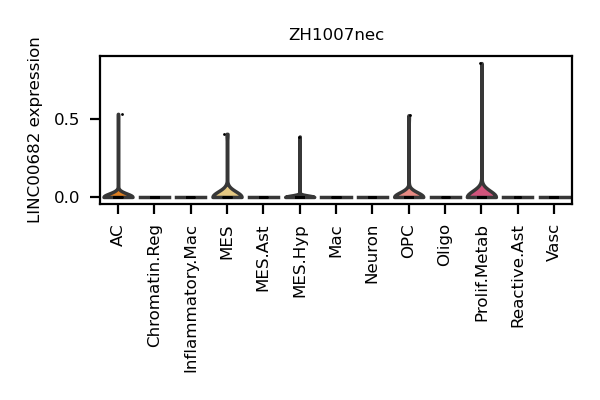 ZH1007nec
LINC00682 expression
0.5
0.0
AC
Chromatin.Reg
Inflammatory.Mac
MES
MES.Ast
MES.Hyp
Mac
Neuron
OPC
Oligo
Prolif.Metab
Reactive.Ast
Vasc